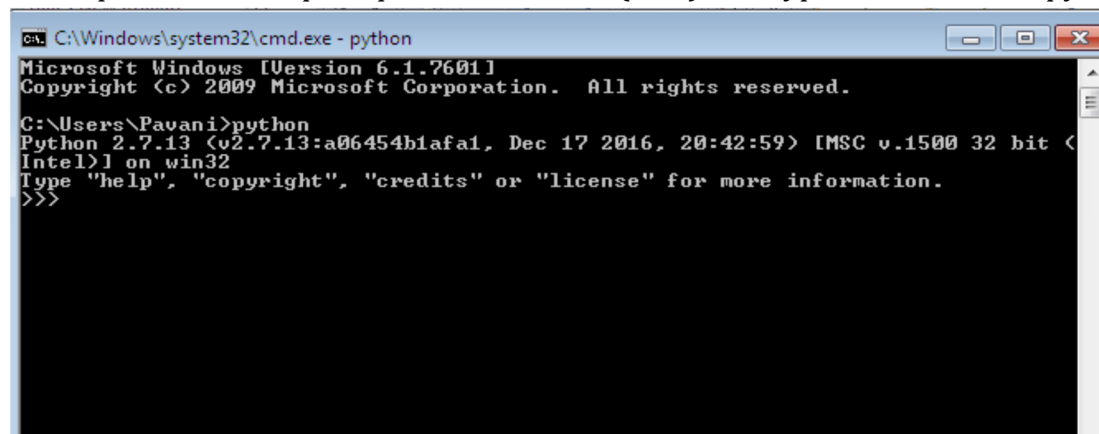 C:\Windows\system32\cmd.exe - python
Microsoft Windows [Version 6.1.7601]
Copyright (c) 2009 Microsoft Corporation.  All rights reserved.
C:\Users\Pavani>python
Python 2.7.13 (v2.7.13:a06454b1afa1, Dec 17 2016, 20:42:59) [MSC v.1500 32 bit (
Intel)] on win32
Type "help", "copyright", "credits" or "license" for more information.
>>>